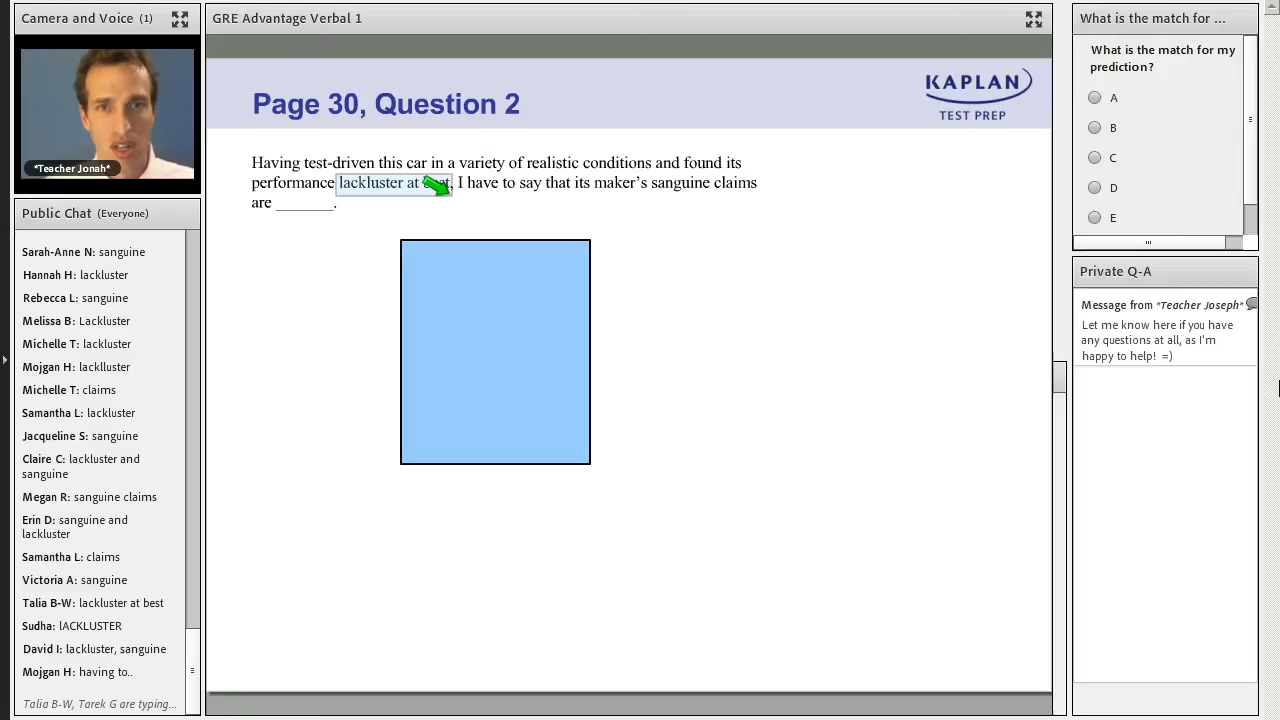 Camera and Voice (1)
*Teacher Jonah*
Public Chat (Everyone)
Sarah-Anne N: sanguine
Hannah H: lackluster
Rebecca L: sanguine
Melissa B: Lackluster
Michelle T: lackluster
Mojgan H: lacklluster
Michelle T: claims
Samantha L: lackluster
Jacqueline S: sanguine
Claire C: lackluster and
sanguine
Megan R: sanguine claims
Erin D: sanguine and
lackluster
Samantha L: claims
Victoria A: sanguine
Talia B-W: lackluster at best
Sudha: lACKLUSTER
David I: lackluster, sanguine
Mojgan H: having to..
Talia B-W, Tarek G are typing...
GRE Advantage Verbal 1
Page 30, Question 2
KAPLAN
TEST PREP
Having test-driven this car in a variety of realistic conditions and found its
performance lackluster at , I have to say that its maker's sanguine claims
are _______.
What is the match for ...
What is the match for my
prediction?
A
B
C
D
E
Private Q-A
Message from *Teacher Joseph*
Let me know here if you have
any questions at all, as I'm
happy to help! =)